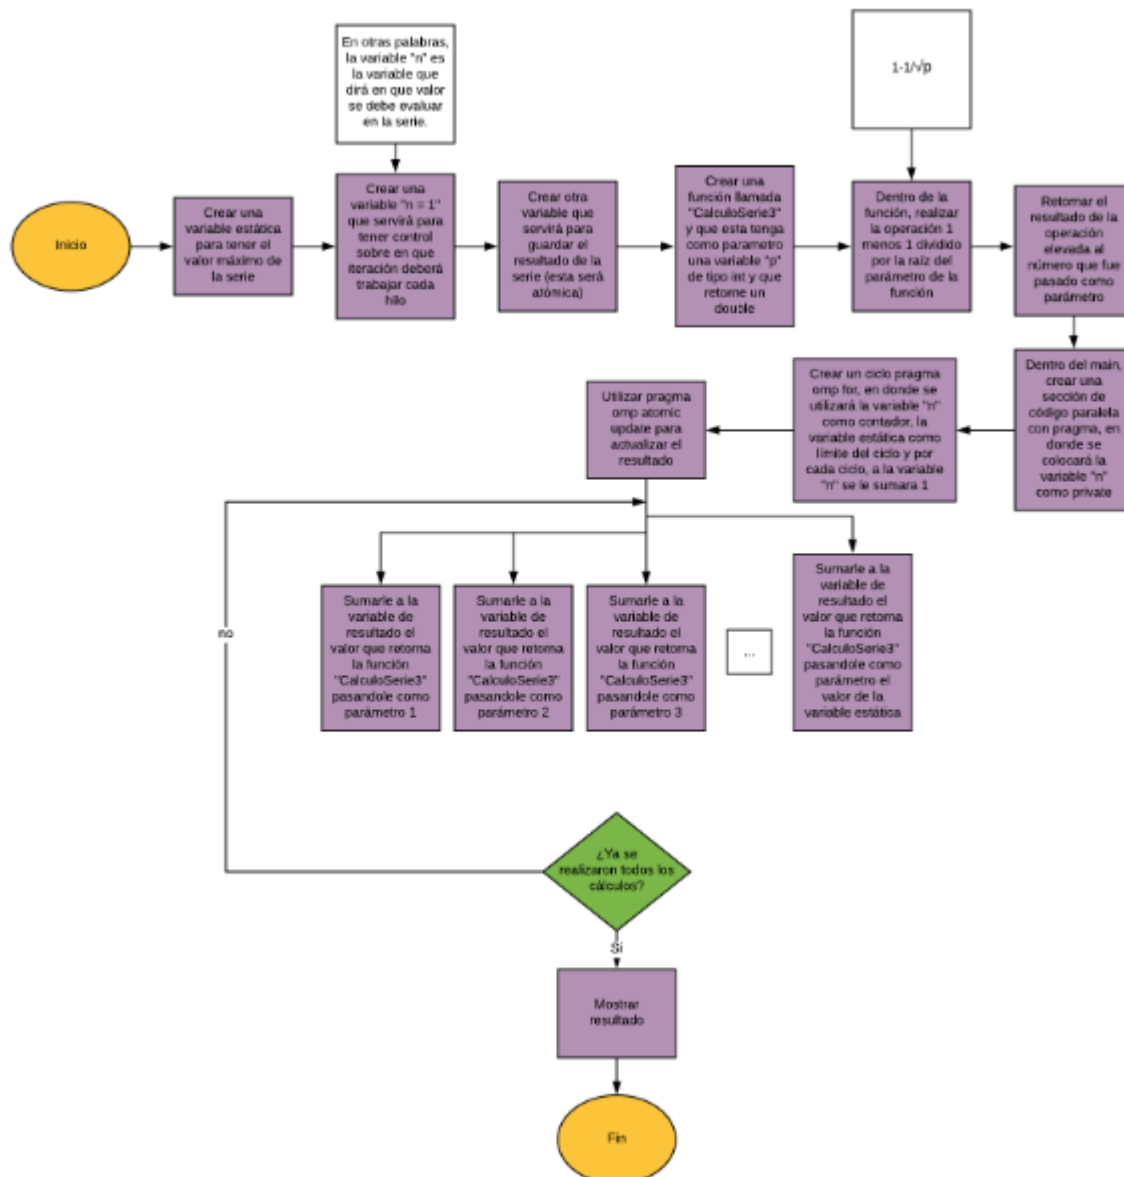 En otras palabras,
la variable "n" es
la variable que
dirá en que valor
se debe evaluar
en la serie.
1-1/√p
Inicio
Crear una
variable estática
para tener el
valor máximo de
la serie
Crear una
variable "n = 1"
que servirá para
tener control
sobre en que
iteración deberá
trabajar cada
hilo
Crear otra
variable que
servirá para
guardar el
resultado de la
serie (esta será
atómica)
Crear una
función llamada
"CalculoSerie3"
y que esta tenga
como parametro
una variable "p"
de tipo int y que
retorne un
double
Dentro de la
función, realizar
la operación 1
menos 1 dividido
por la raíz del
parámetro de la
función
Retornar el
resultado de la
operación
elevada al
número que fue
pasado como
parámetro
Dentro del main,
crear una
sección de
código paralela
con pragma, en
donde se
colocará la
variable "n"
como private
Crear un ciclo pragma
omp for, en donde se
utilizará la variable "n"
como contador, la
variable estática como
límite del ciclo y por
cada ciclo, a la variable
"n" se le sumara 1
Utilizar pragma
omp atomic
update para
actualizar el
resultado
no
Sumarle a la
variable de
resultado el
valor que retorna
la función
"CalculoSerie3"
pasandole como
parámetro 1
Sumarle a la
variable de
resultado el
valor que retorna
la función
"CalculoSerie3"
pasandole como
parámetro 2
Sumarle a la
variable de
resultado el
valor que retorna
la función
"CalculoSerie3"
pasandole como
parámetro 3
...
Sumarle a la
variable de
resultado el
valor que retorna
la función
"CalculoSerie3"
pasandole como
parámetro el
valor de la
variable estática
¿Ya se
realizaron todos los
cálculos?
Si
Mostrar
resultado
Fin